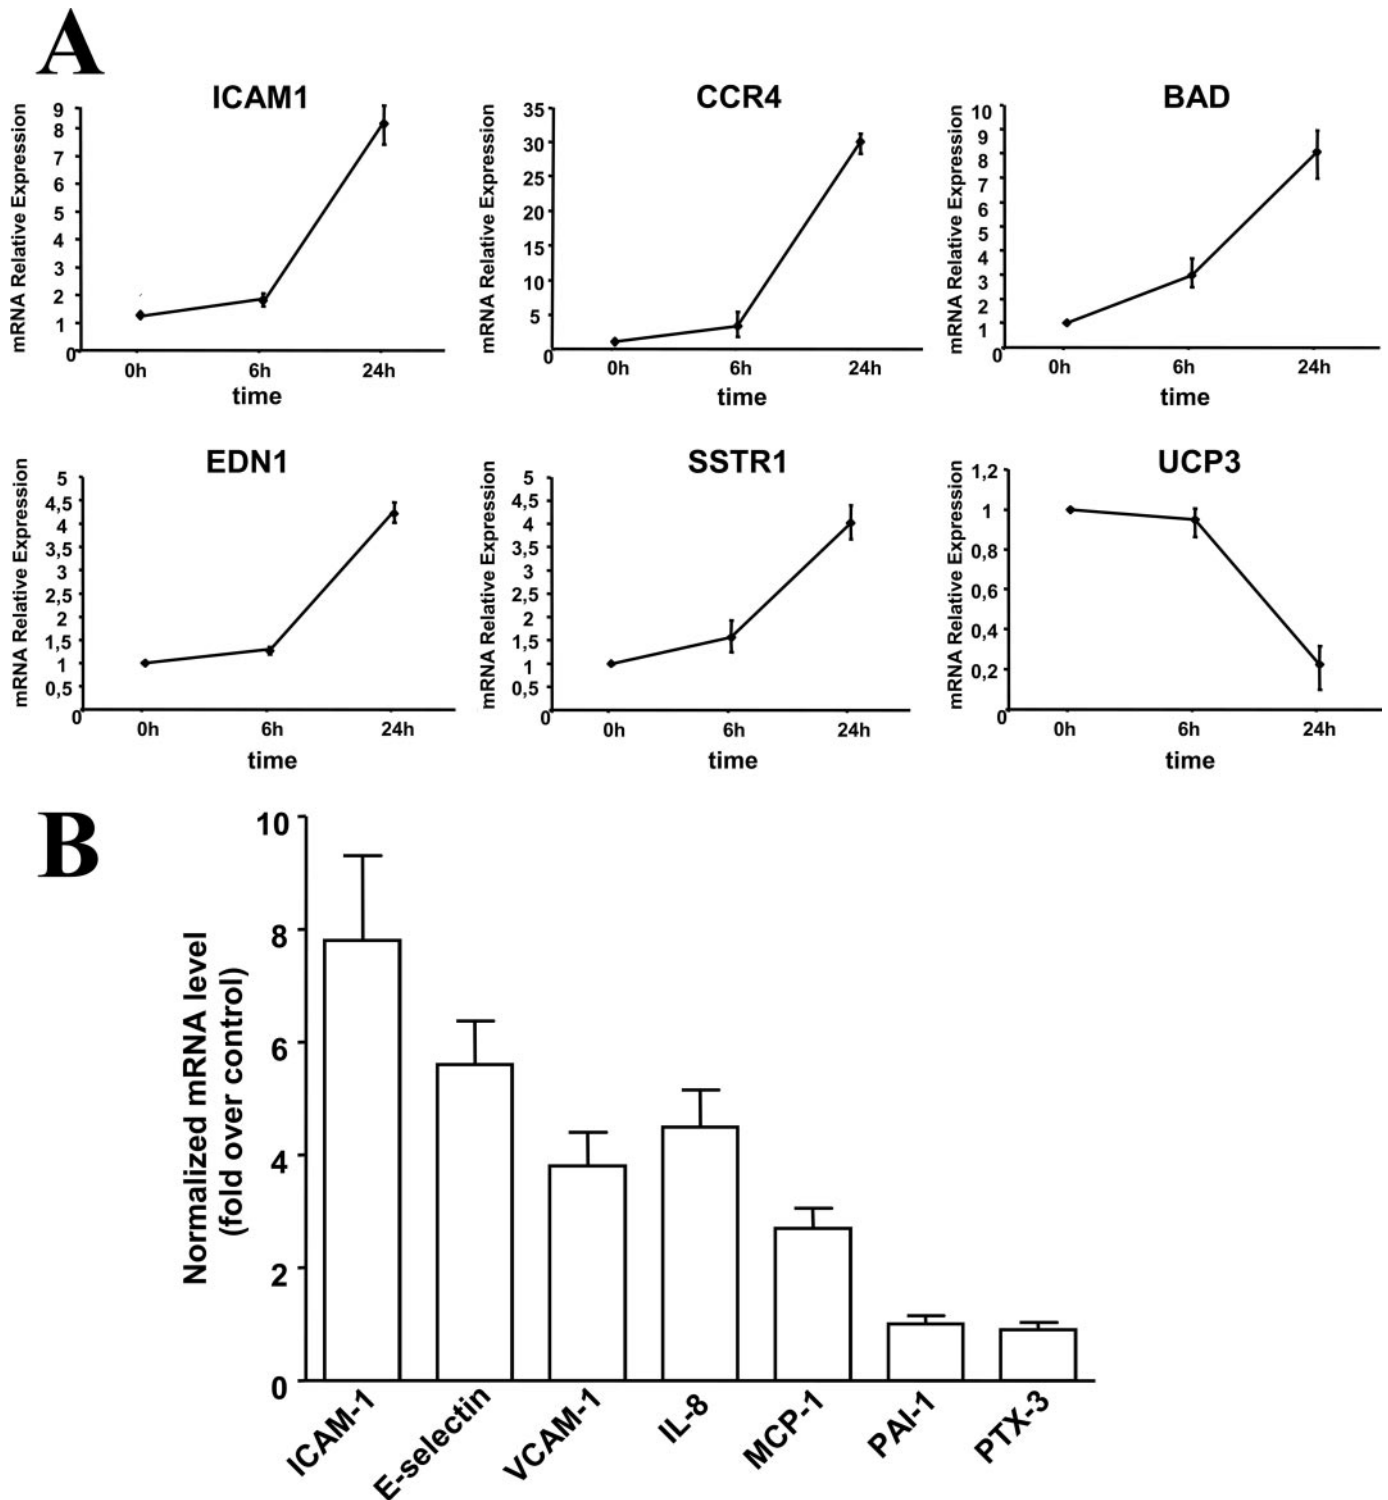 A
ICAM1
mRNA Relative Expression
9
8
7
6
5
4
3
2
1
0
0h 6h 24h
time
CCR4
mRNA Relative Expression
35
30
25
20
15
10
5
0
0h 6h 24h
time
BAD
mRNA Relative Expression
10
9
8
7
6
5
4
3
2
1
0
0h 6h 24h
time
EDN1
mRNA Relative Expression
5
4,5
4
3,5
3
2,5
2
1,5
1
0,5
0
0h 6h 24h
time
SSTR1
mRNA Relative Expression
5
4,5
4
3,5
3
2,5
2
1,5
1
0,5
0
0h 6h 24h
time
UCP3
mRNA Relative Expression
1,2
1
0,8
0,6
0,4
0,2
0
0h 6h 24h
time
B
Normalized mRNA level
(fold over control)
10
8
6
4
2
0
ICAM-1
E-selectin
VCAM-1
IL-8
MCP-1
PAI-1
PTX-3